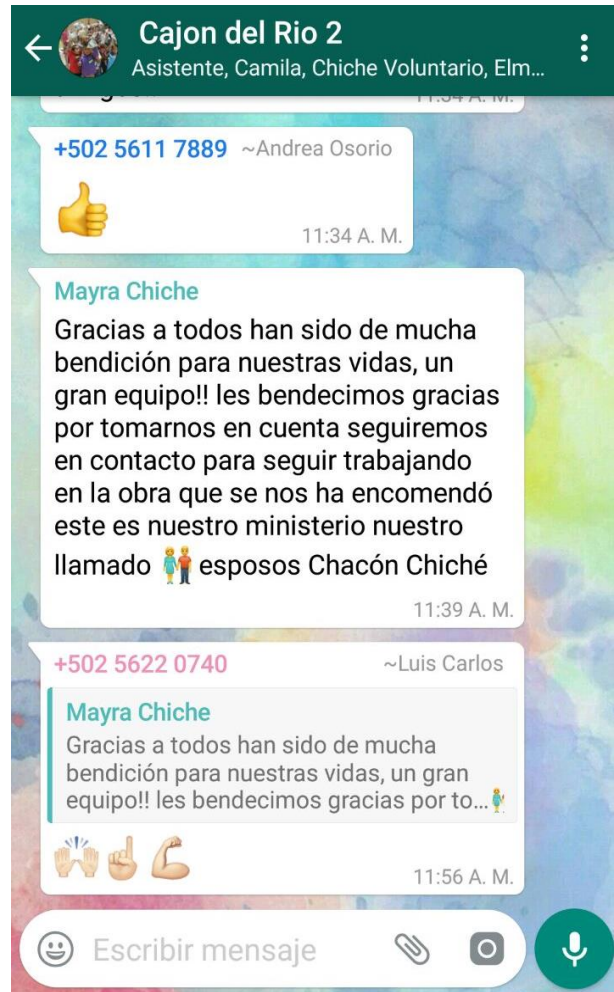 Cajon del Rio 2
Asistente, Camila, Chiche Voluntario, Elm...
11:34 A. M.
+502 5611 7889 ~Andrea Osorio
👍
11:34 A. M.
Mayra Chiche
Gracias a todos han sido de mucha
bendición para nuestras vidas, un
gran equipo!! les bendecimos gracias
por tomarnos en cuenta seguiremos
en contacto para seguir trabajando
en la obra que se nos ha encomendó
este es nuestro ministerio nuestro
llamado 👫 esposos Chacón Chiché
11:39 A. M.
+502 5622 0740 ~Luis Carlos
Mayra Chiche
Gracias a todos han sido de mucha
bendición para nuestras vidas, un gran
equipo!! les bendecimos gracias por to...👫
🙌🏻☝🏻💪🏻
11:56 A. M.
Escribir mensaje